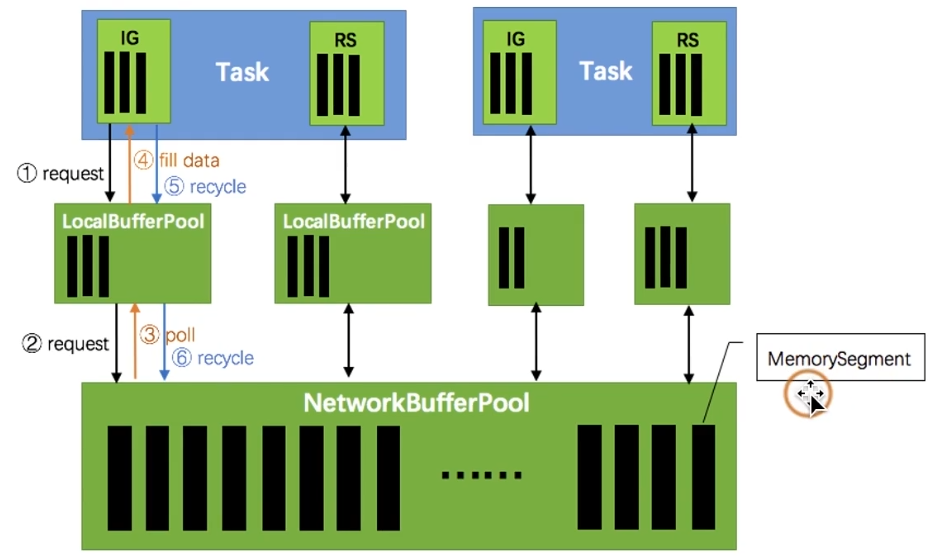 IG
RS
Task
IG
RS
Task
① request
④ fill data
⑤ recycle
LocalBufferPool
LocalBufferPool
② request
③ poll
⑥ recycle
MemorySegment
NetworkBufferPool
……